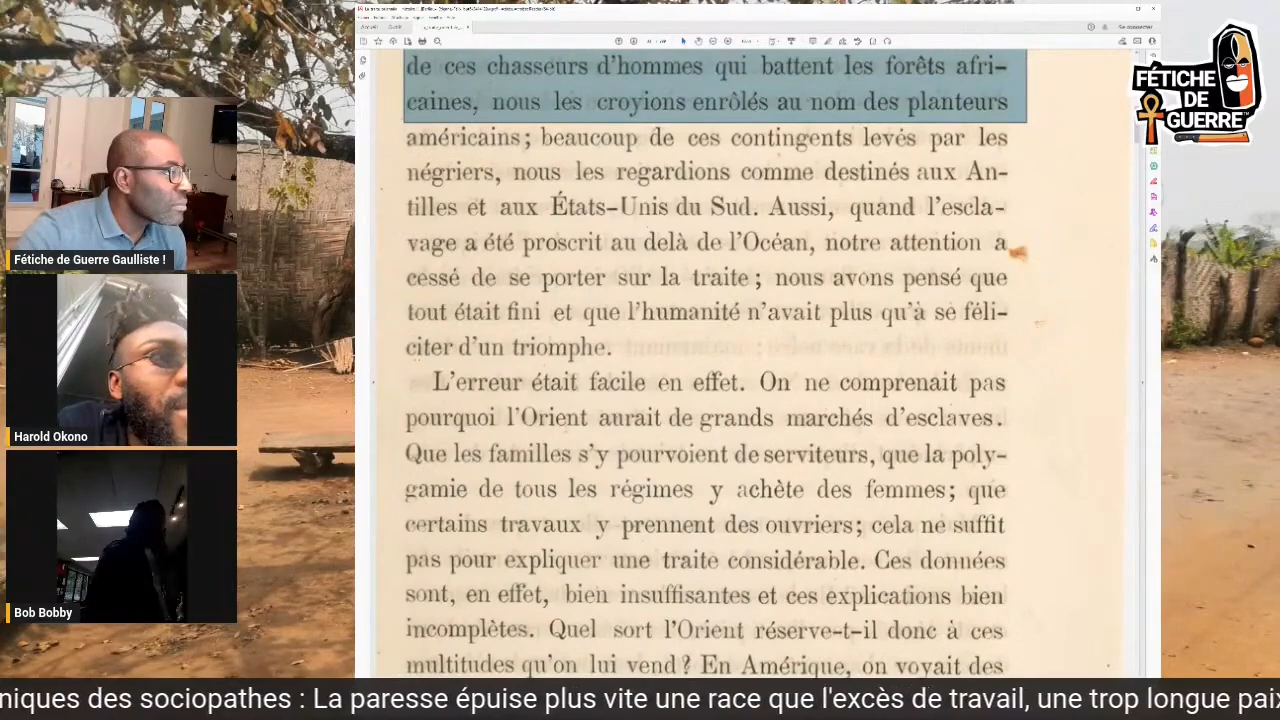 de ces chasseurs d'hommes qui battent les forêts afri-
caines, nous les croyions enrôlés au nom des planteurs
américains; beaucoup de ces contingents levés par les
négriers, nous les regardions comme destinés aux An-
tilles et aux États-Unis du Sud. Aussi, quand l'escla-
vage a été proscrit au delà de l'Océan, notre attention a
cessé de se porter sur la traite; nous avons pensé que
tout était fini et que l'humanité n'avait plus qu'à se féli-
citer d'un triomphe.
L'erreur était facile en effet. On ne comprenait pas
pourquoi l'Orient aurait de grands marchés d'esclaves.
Que les familles s'y pourvoient de serviteurs, que la poly-
gamie de tous les régimes y achète des femmes; que
certains travaux y prennent des ouvriers; cela ne suffit
pas pour expliquer une traite considérable. Ces données
sont, en effet, bien insuffisantes et ces explications bien
incomplètes. Quel sort l'Orient réserve-t-il donc à ces
multitudes qu'on lui vend? En Amérique, on voyait des
FÉTICHE
DE
GUERRE
Fétiche de Guerre Gaulliste !
Harold Okono
Bob Bobby
niques des sociopathes : La paresse épuise plus vite une race que l'excès de travail, une trop longue paix